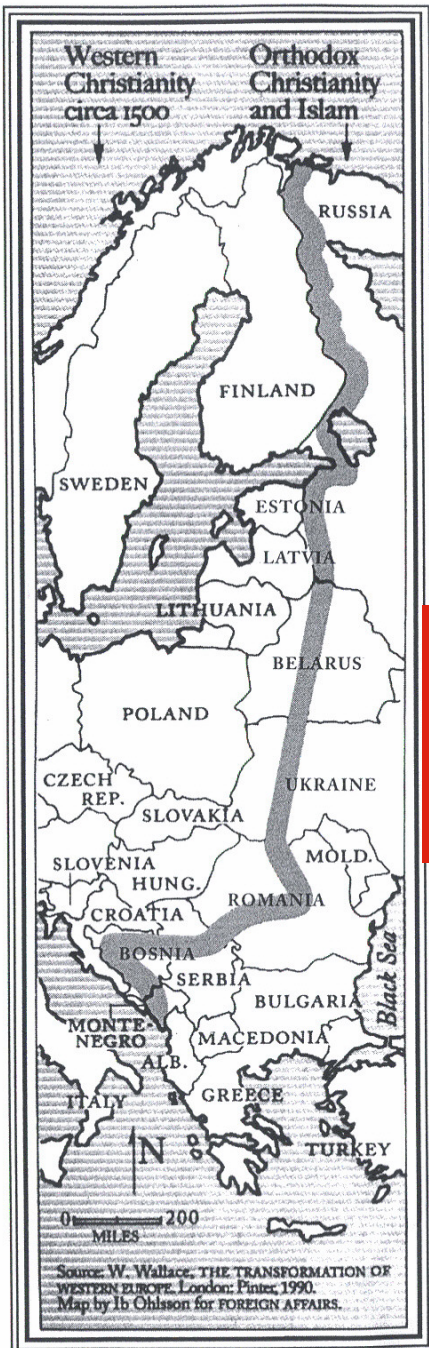 Western
Christianity
circa 1500
Orthodox
Christianity
and Islam
RUSSIA
FINLAND
SWEDEN
ESTONIA
LATVIA
LITHUANIA
BELARUS
POLAND
CZECH
REP.
UKRAINE
SLOVAKIA
MOLD.
SLOVENIA
HUNG.
ROMANIA
CROATIA
BOSNIA
SERBIA
Black Sea
BULGARIA
MONTE-
NEGRO
MACEDONIA
ALB.
ITALY
GREECE
N
TURKEY
0 200
MILES
Source: W. Wallace, THE TRANSFORMATION OF
WESTERN EUROPE. London: Pinter, 1990.
Map by Ib Ohlsson for FOREIGN AFFAIRS.